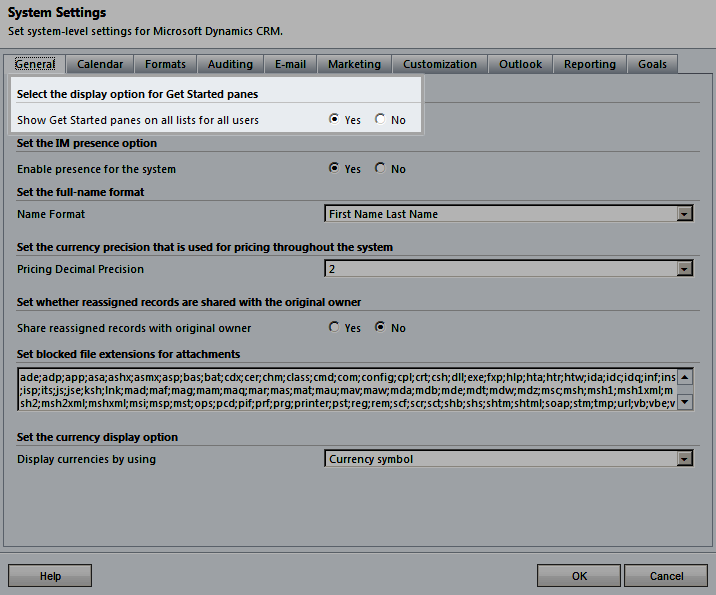 System Settings
Set system-level settings for Microsoft Dynamics CRM.
General Calendar Formats Auditing E-mail Marketing Customization Outlook Reporting Goals
Select the display option for Get Started panes
Show Get Started panes on all lists for all users Yes No
Set the IM presence option
Enable presence for the system Yes No
Set the full-name format
Name Format First Name Last Name
Set the currency precision that is used for pricing throughout the system
Pricing Decimal Precision 2
Set whether reassigned records are shared with the original owner
Share reassigned records with original owner Yes No
Set blocked file extensions for attachments
ade;adp;app;asa;ashx;asmx;asp;bas;bat;cdx;cer;chm;class;cmd;com;config;cpl;crt;csh;dll;exe;fxp;hlp;hta;htr;htw;ida;idc;idq;inf;ins
;isp;its;js;jse;ksh;lnk;mad;maf;mag;mam;maq;mar;mas;mat;mau;mav;maw;mda;mdb;mde;mdt;mdw;mdz;msc;msh;msh1;msh1xml;m
sh2;msh2xml;mshxml;msi;msp;mst;ops;pcd;pif;prf;prg;printer;pst;reg;rem;scf;scr;sct;shb;shs;shtm;shtml;soap;stm;tmp;url;vb;vbe;v
Set the currency display option
Display currencies by using Currency symbol
Help OK Cancel